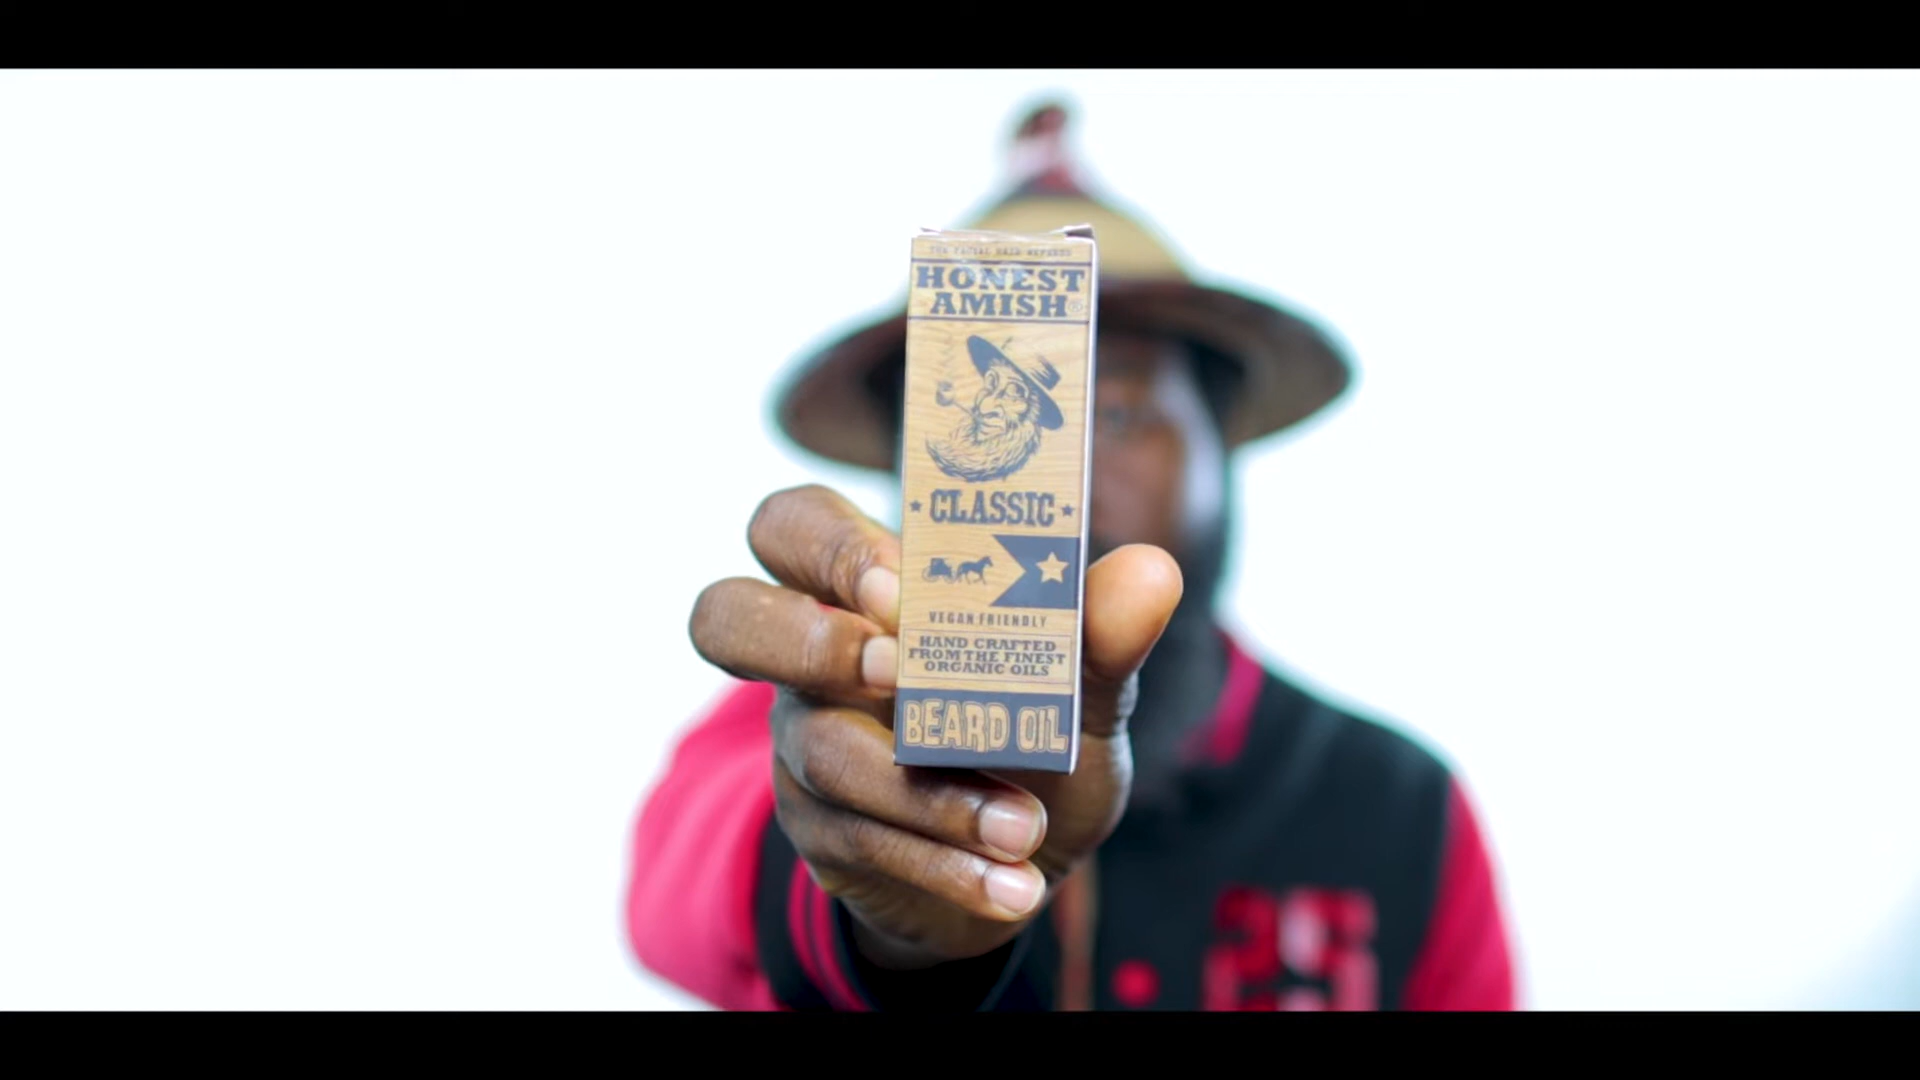 HONEST
AMISH®
CLASSIC
VEGAN FRIENDLY
HAND CRAFTED
FROM THE FINEST
ORGANIC OILS
BEARD OIL